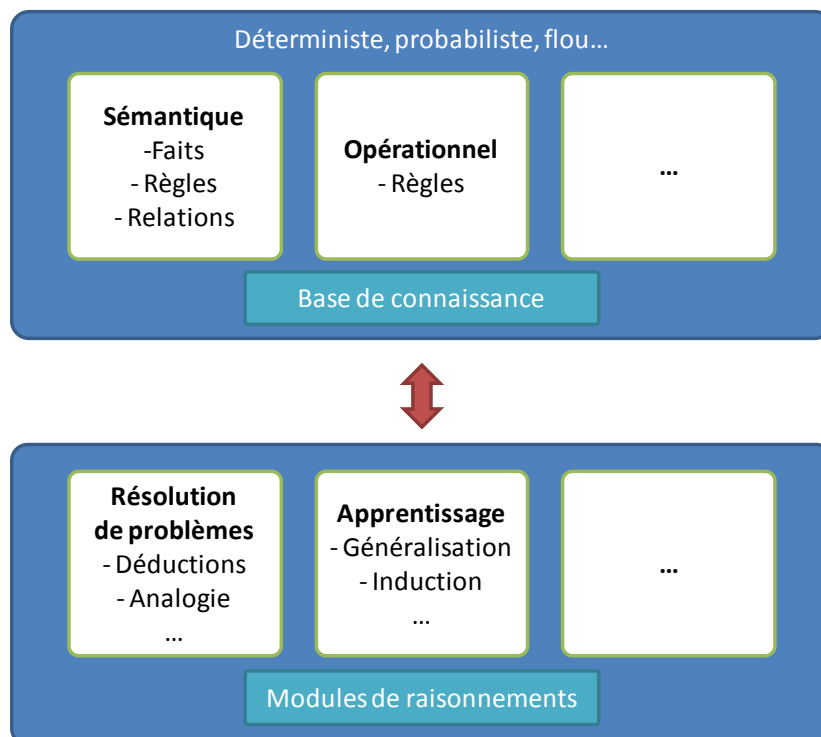 Déterministe, probabiliste, flou…
Sémantique
-Faits
- Règles
- Relations
Opérationnel
- Règles
…
Base de connaissance
Résolution
de problèmes
- Déductions
- Analogie
…
Apprentissage
- Généralisation
- Induction
…
…
Modules de raisonnements